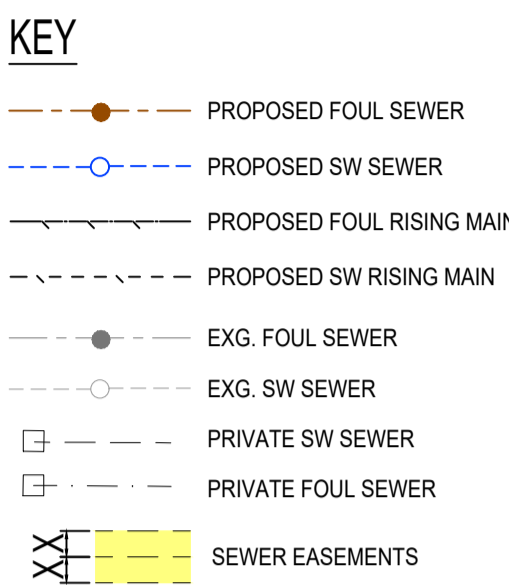 KEY
PROPOSED FOUL SEWER
PROPOSED SW SEWER
PROPOSED FOUL RISING MAIN
PROPOSED SW RISING MAIN
EXG. FOUL SEWER
EXG. SW SEWER
PRIVATE SW SEWER
PRIVATE FOUL SEWER
X
X
SEWER EASEMENTS